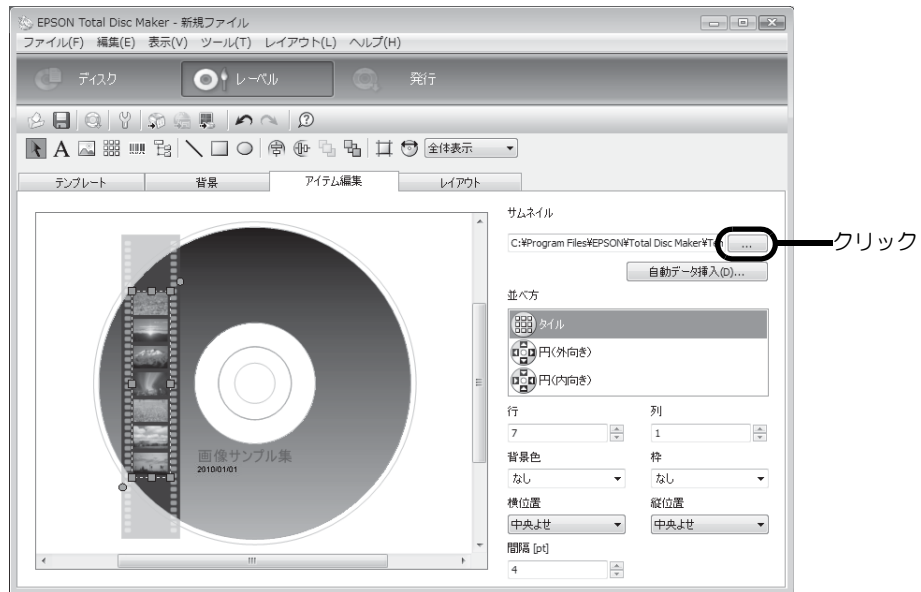 EPSON Total Disc Maker - 新規ファイル
ファイル(F) 編集(E) 表示(V) ツール(T) レイアウト(L) ヘルプ(H)
ディスク レーベル 発行
全体表示
テンプレート 背景 アイテム編集 レイアウト
サムネイル
C:¥Program Files¥EPSON¥Total Disc Maker¥Ten ...
クリック
自動データ挿入(D)...
並べ方
タイル
円(外向き)
円(内向き)
行 列
7 1
背景色 枠
なし なし
横位置 縦位置
中央よせ 中央よせ
間隔 [pt]
4
画像サンプル集
2010/01/01